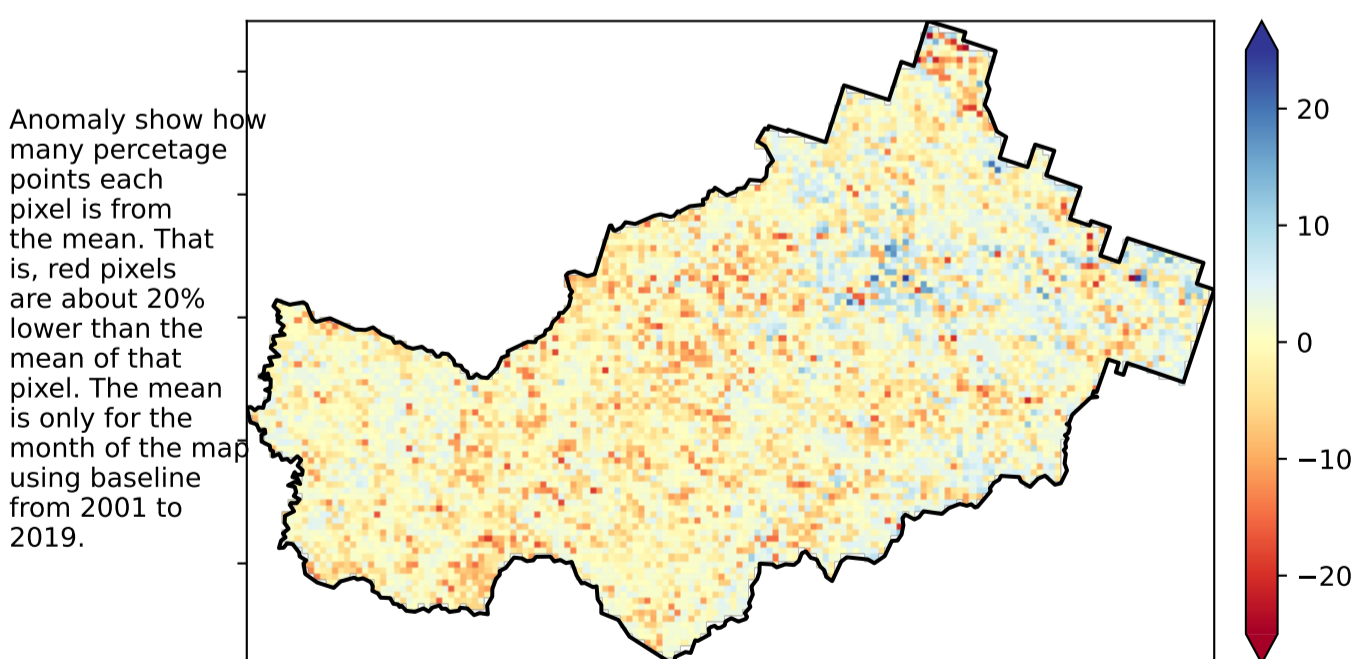 Anomaly show how
many percetage
points each
pixel is from
the mean. That
is, red pixels
are about 20%
lower than the
mean of that
pixel. The mean
is only for the
month of the map
using baseline
from 2001 to
2019.
20
10
0
−10
−20